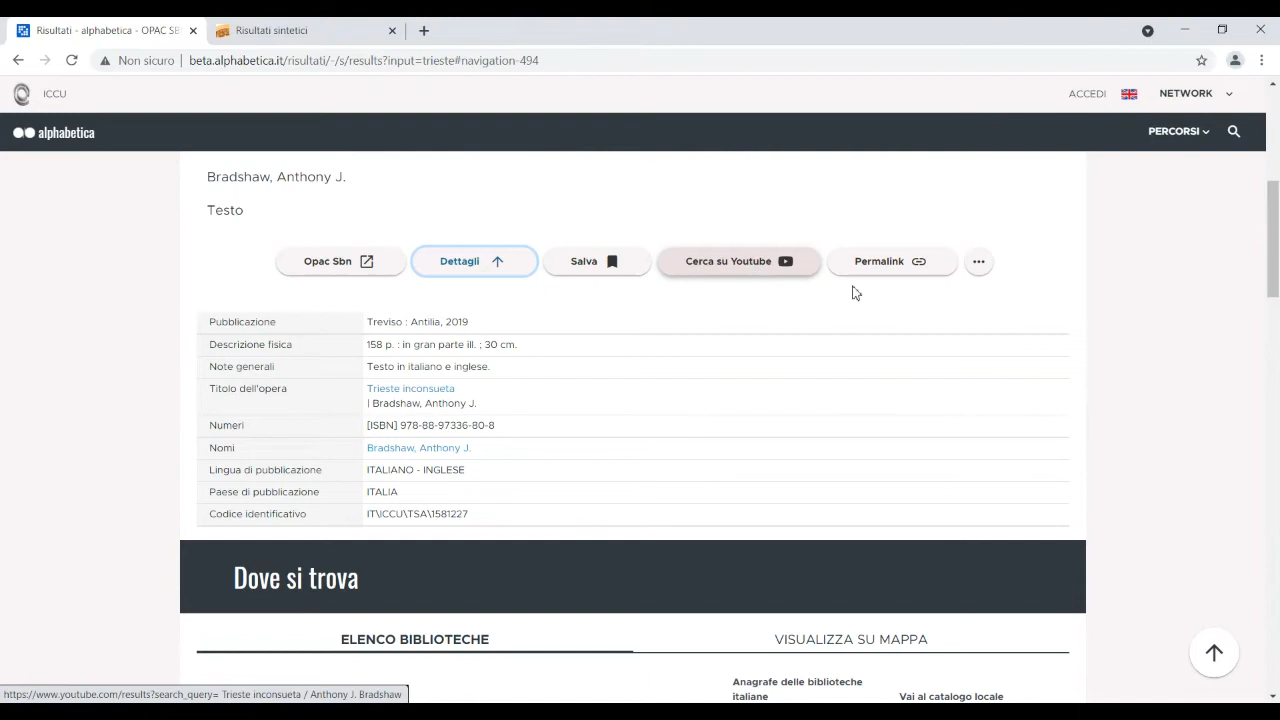 Risultati - alphabetica - OPAC SB
Risultati sintetici
Non sicuro | beta.alphabetica.it/risultati/-/s/results?input=trieste#navigation-494
ICCU
ACCEDI
NETWORK
alphabetica
PERCORSI
Bradshaw, Anthony J.
Testo
Opac Sbn
Dettagli
Salva
Cerca su Youtube
Permalink
Pubblicazione Treviso : Antilia, 2019
Descrizione fisica 158 p. : in gran parte ill. ; 30 cm.
Note generali Testo in italiano e inglese.
Titolo dell'opera Trieste inconsueta
| Bradshaw, Anthony J.
Numeri [ISBN] 978-88-97336-80-8
Nomi Bradshaw, Anthony J.
Lingua di pubblicazione ITALIANO - INGLESE
Paese di pubblicazione ITALIA
Codice identificativo IT\ICCU\TSA\1581227
Dove si trova
ELENCO BIBLIOTECHE
VISUALIZZA SU MAPPA
Anagrafe delle biblioteche
italiane
Vai al catalogo locale
https://www.youtube.com/results?search_query= Trieste inconsueta / Anthony J. Bradshaw